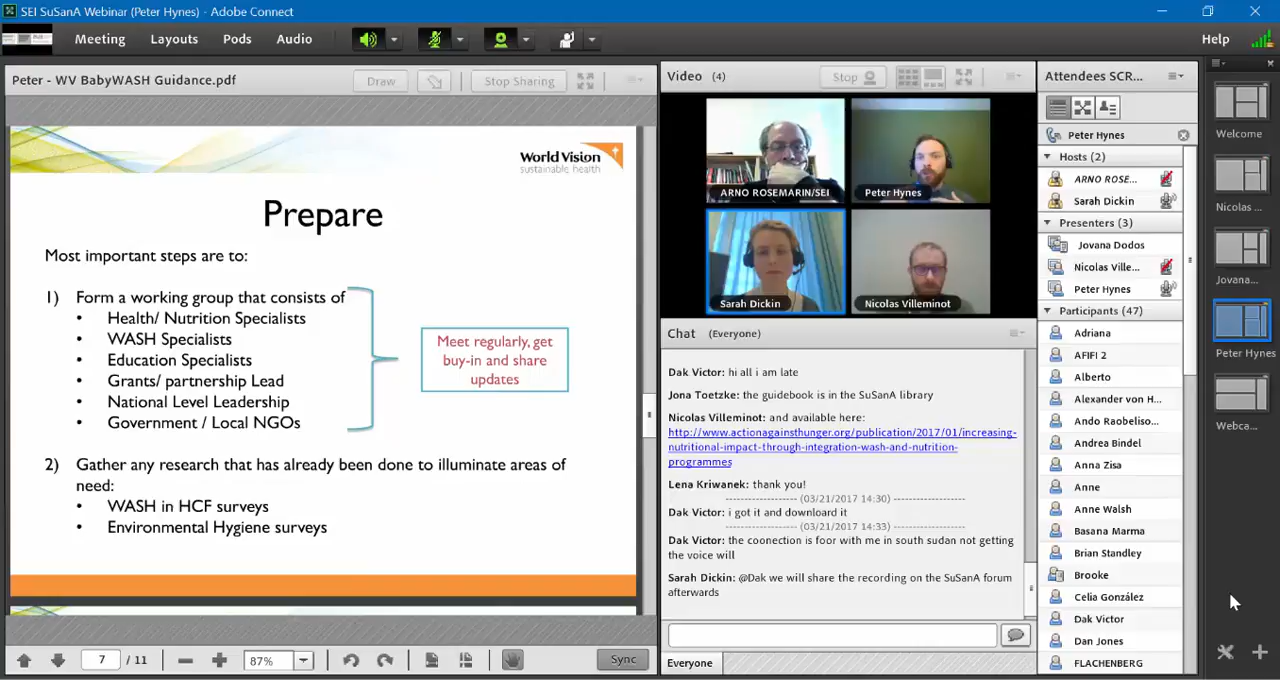 SEI SuSanA Webinar (Peter Hynes) - Adobe Connect
Meeting Layouts Pods Audio Help
Peter - WV BabyWASH Guidance.pdf
Draw Stop Sharing
World Vision
sustainable health
Prepare
Most important steps are to:
1) Form a working group that consists of
• Health/ Nutrition Specialists
• WASH Specialists
• Education Specialists
• Grants/ partnership Lead
• National Level Leadership
• Government / Local NGOs
Meet regularly, get
buy-in and share
updates
2) Gather any research that has already been done to illuminate areas of
need:
• WASH in HCF surveys
• Environmental Hygiene surveys
7 / 11 87% Sync
Video (4) Stop
ARNO ROSEMARIN/SEI
Peter Hynes
Sarah Dickin
Nicolas Villeminot
Chat (Everyone)
Dak Victor: hi all i am late
Jona Toetzke: the guidebook is in the SuSanA library
Nicolas Villeminot: and available here:
http://www.actionagainsthunger.org/publication/2017/01/increasing-
nutritional-impact-through-integration-wash-and-nutrition-
programmes
Lena Kriwanek: thank you!
------------------ (03/21/2017 14:30) ------------------
Dak Victor: i got it and downloard it
------------------ (03/21/2017 14:33) ------------------
Dak Victor: the coonection is foor with me in south sudan not getting
the voice will
Sarah Dickin: @Dak we will share the recording on the SuSanA forum
afterwards
Everyone
Attendees SCR...
Peter Hynes
Hosts (2)
ARNO ROSE...
Sarah Dickin
Presenters (3)
Jovana Dodos
Nicolas Ville...
Peter Hynes
Participants (47)
Adriana
AFIFI 2
Alberto
Alexander von H...
Ando Raobeliso...
Andrea Bindel
Anna Zisa
Anne
Anne Walsh
Basana Marma
Brian Standley
Brooke
Celia González
Dak Victor
Dan Jones
FLACHENBERG
Welcome
Nicolas ...
Jovana...
Peter Hynes
Webca...